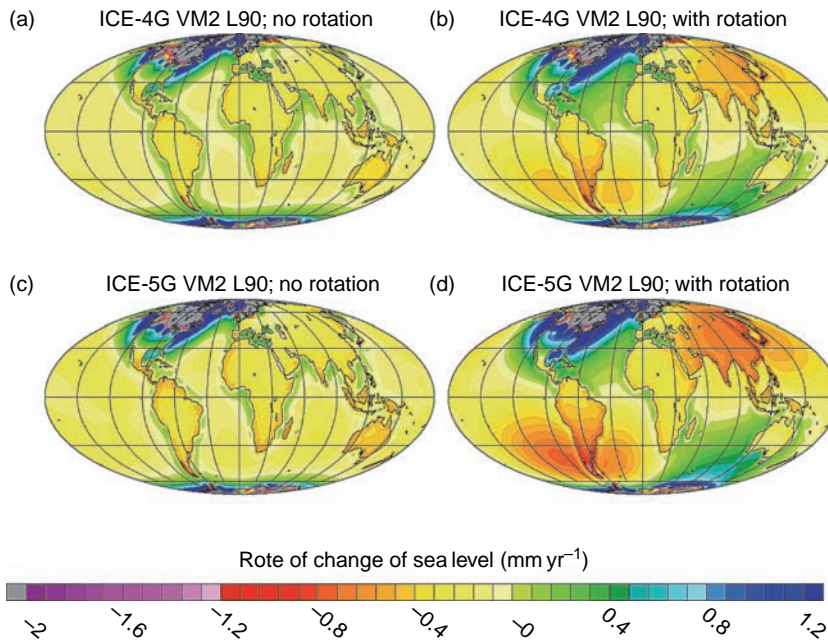 (a) ICE-4G VM2 L90; no rotation
(b) ICE-4G VM2 L90; with rotation
(c) ICE-5G VM2 L90; no rotation
(d) ICE-5G VM2 L90; with rotation
Rote of change of sea level (mm yr⁻¹)
–2 –1.6 –1.2 –0.8 –0.4 –0 0.4 0.8 1.2